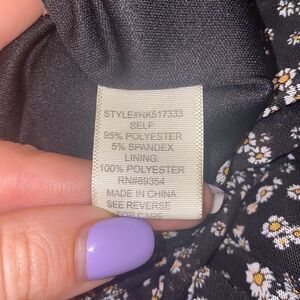 STYLE#RK517333
SELF:
95% POLYESTER
5% SPANDEX
LINING:
100% POLYESTER
RN#89354
MADE IN CHINA
SEE REVERSE
FOR CARE